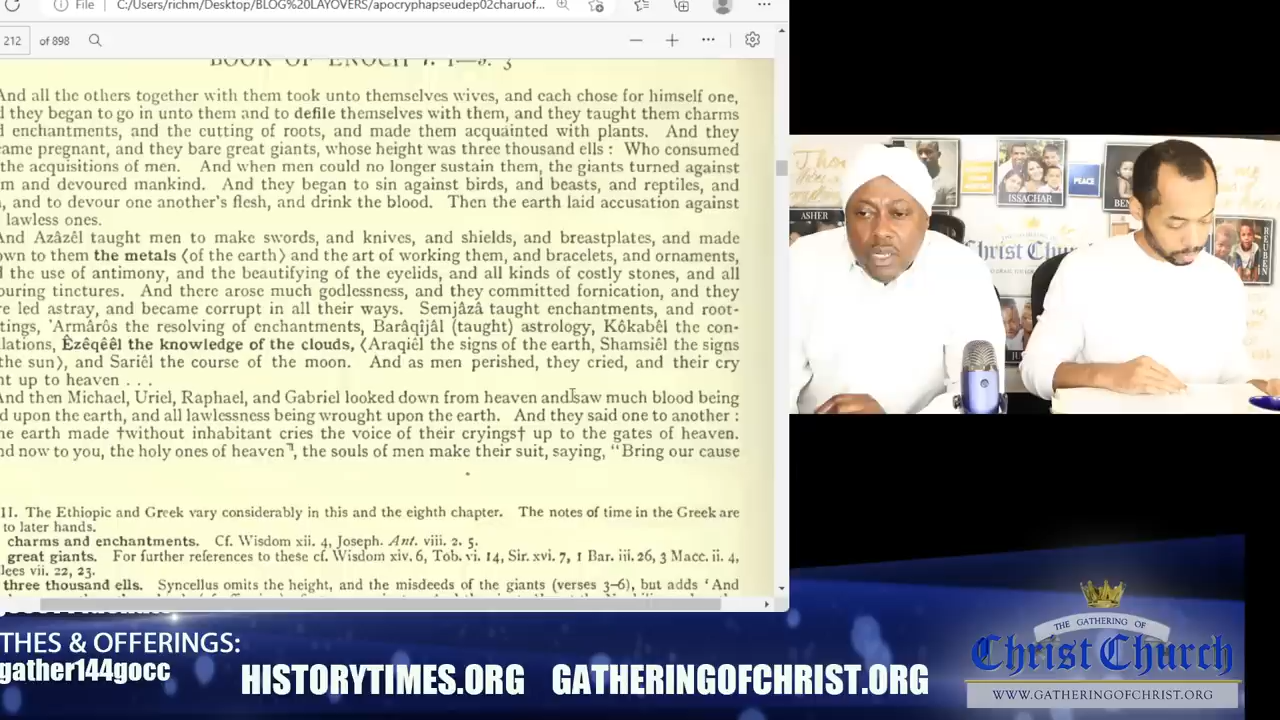 File
C:/Users/richm/Desktop/BLOG%20LAYOVERS/apocryphapseudep02charuof...
212 of 898
BOOK OF ENOCH 7. 1—9. 3
And all the others together with them took unto themselves wives, and each chose for himself one,
they began to go in unto them and to defile themselves with them, and they taught them charms
enchantments, and the cutting of roots, and made them acquainted with plants. And they
ame pregnant, and they bare great giants, whose height was three thousand ells : Who consumed
the acquisitions of men. And when men could no longer sustain them, the giants turned against
m and devoured mankind. And they began to sin against birds, and beasts, and reptiles, and
, and to devour one another's flesh, and drink the blood. Then the earth laid accusation against
lawless ones.
And Azâzêl taught men to make swords, and knives, and shields, and breastplates, and made
own to them the metals ⟨of the earth⟩ and the art of working them, and bracelets, and ornaments,
the use of antimony, and the beautifying of the eyelids, and all kinds of costly stones, and all
ouring tinctures. And there arose much godlessness, and they committed fornication, and they
re led astray, and became corrupt in all their ways. Semjâzâ taught enchantments, and root-
tings, 'Armârôs the resolving of enchantments, Barâqîjâl (taught) astrology, Kôkabêl the con-
lations, Êzêqêêl the knowledge of the clouds, ⟨Araqiêl the signs of the earth, Shamsiêl the signs
the sun⟩, and Sariêl the course of the moon. And as men perished, they cried, and their cry
nt up to heaven . . .
And then Michael, Uriel, Raphael, and Gabriel looked down from heaven and saw much blood being
d upon the earth, and all lawlessness being wrought upon the earth. And they said one to another :
he earth made †without inhabitant cries the voice of their cryings† up to the gates of heaven.
nd now to you, the holy ones of heaven⌝, the souls of men make their suit, saying, "Bring our cause
II. The Ethiopic and Greek vary considerably in this and the eighth chapter. The notes of time in the Greek are
to later hands.
charms and enchantments. Cf. Wisdom xii. 4, Joseph. Ant. viii. 2. 5.
great giants. For further references to these cf. Wisdom xiv. 6, Tob. vi. 14, Sir. xvi. 7, 1 Bar. iii. 26, 3 Macc. ii. 4,
lees vii. 22, 23.
three thousand ells. Syncellus omits the height, and the misdeeds of the giants (verses 3–6), but adds 'And
ASHER
ISSACHAR
PEACE
BEN
REUBEN
Christ Ch
THES & OFFERINGS:
gather144gocc
HISTORYTIMES.ORG GATHERINGOFCHRIST.ORG
THE GATHERING OF
Christ Church
WWW.GATHERINGOFCHRIST.ORG